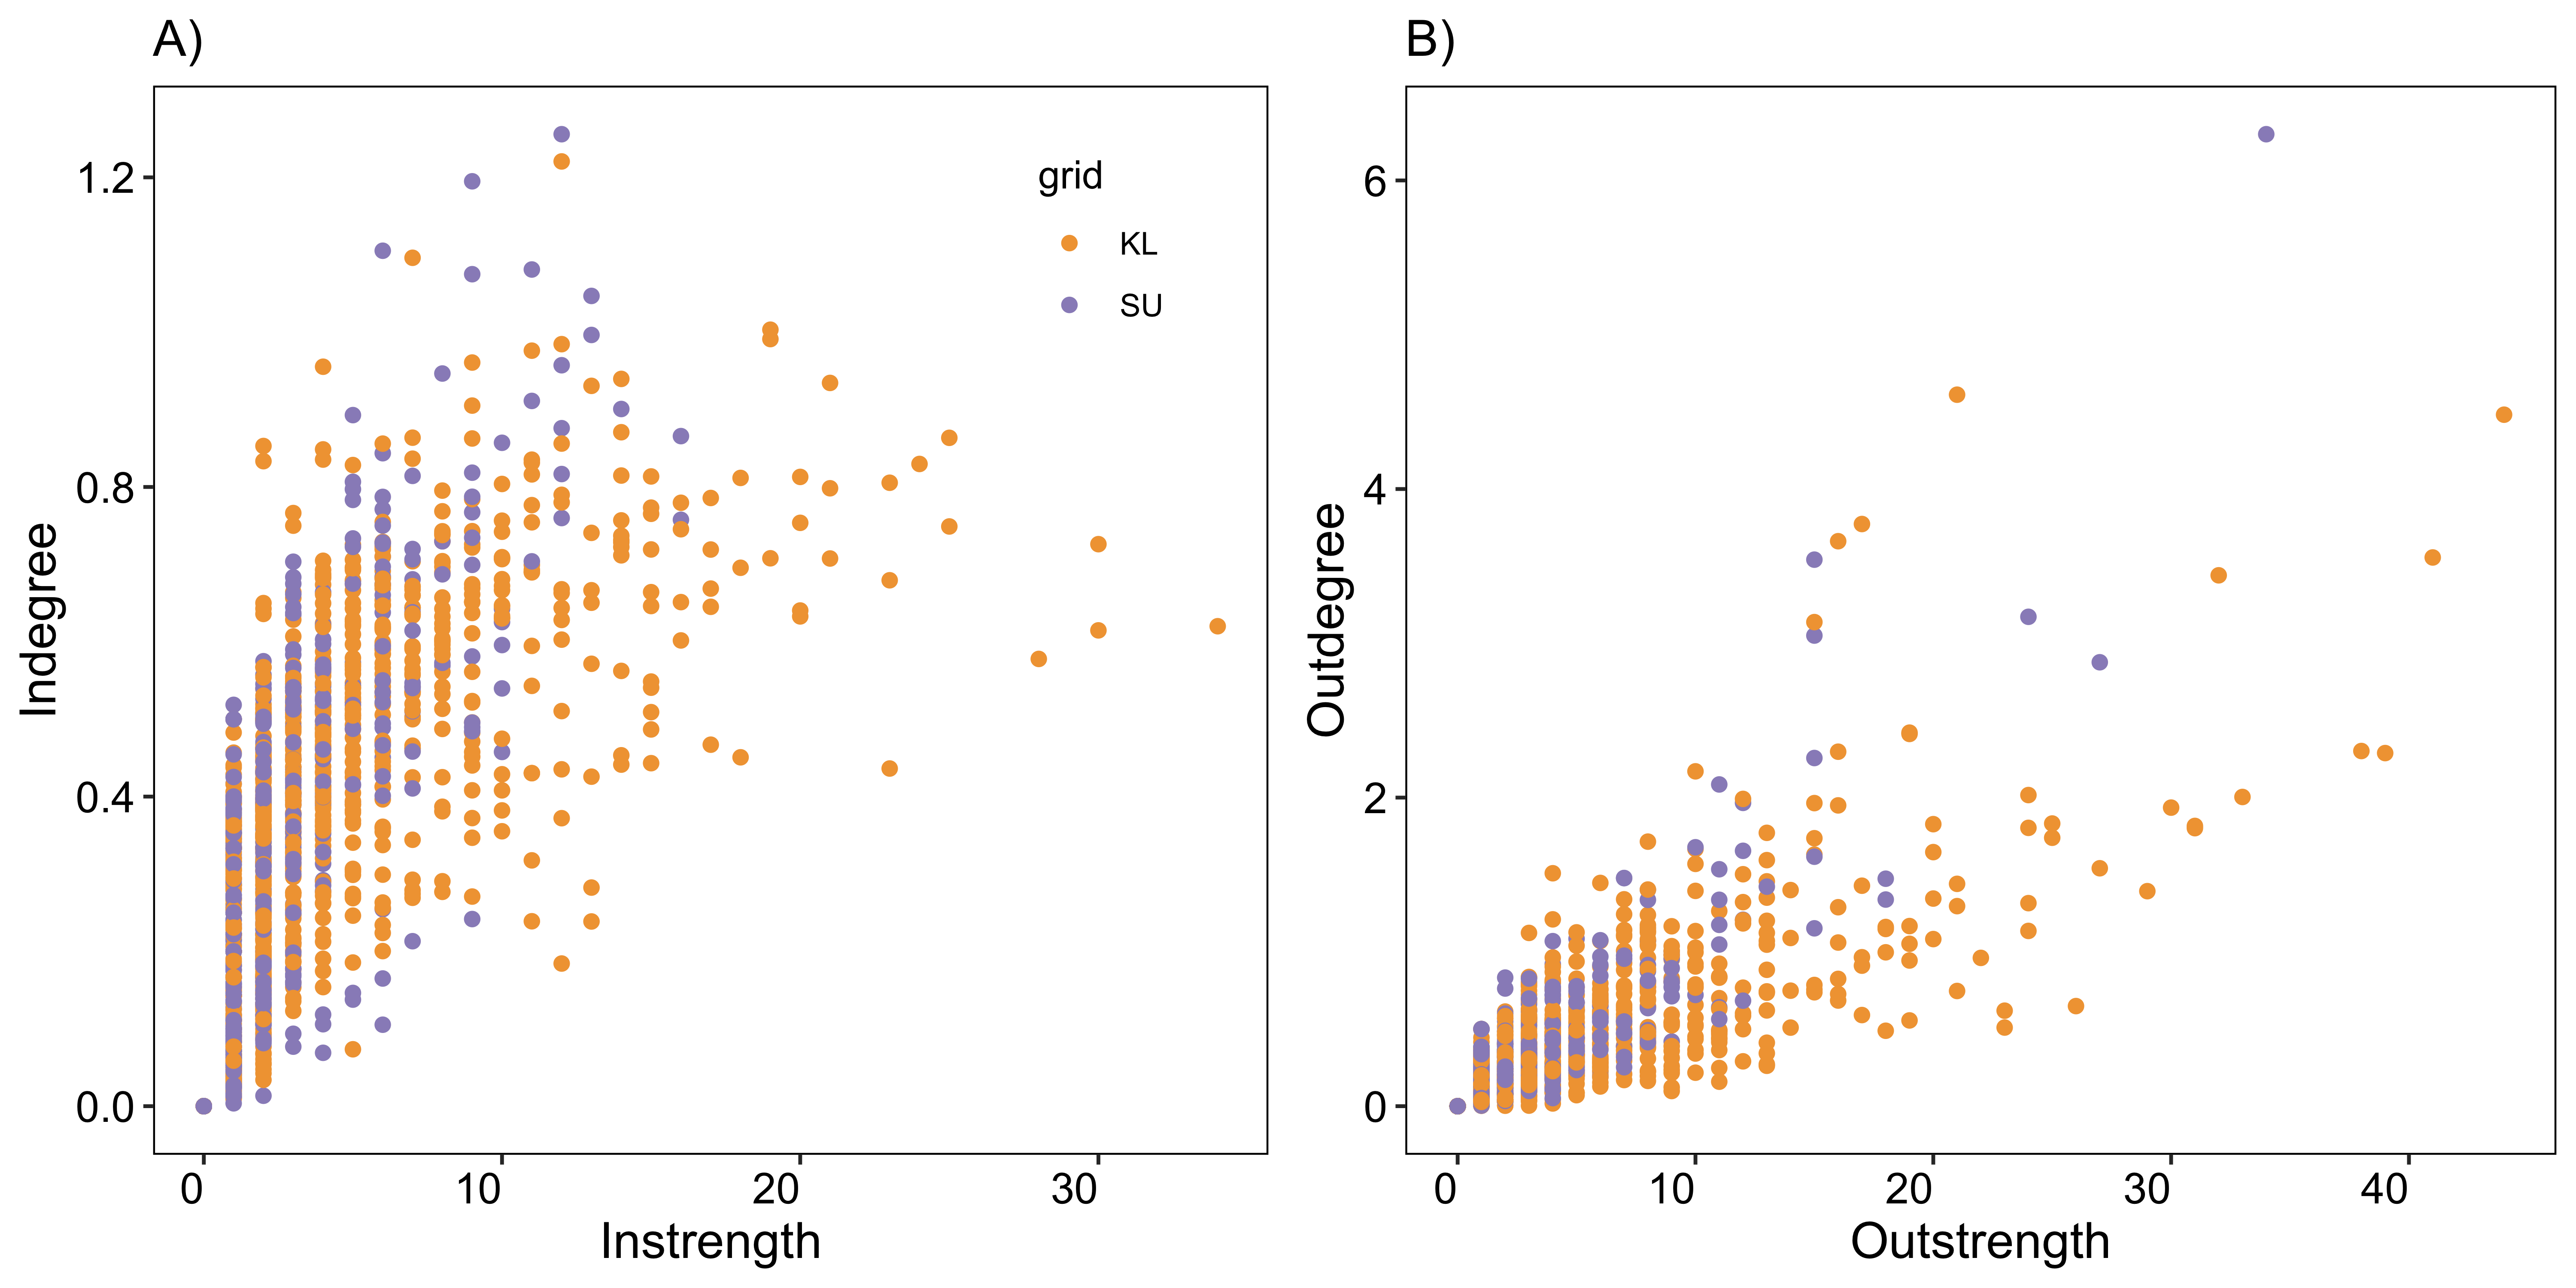 A)
Indegree
1.2
0.8
0.4
0.0
0 10 20 30
Instrength
grid
KL
SU
B)
Outdegree
6
4
2
0
0 10 20 30 40
Outstrength